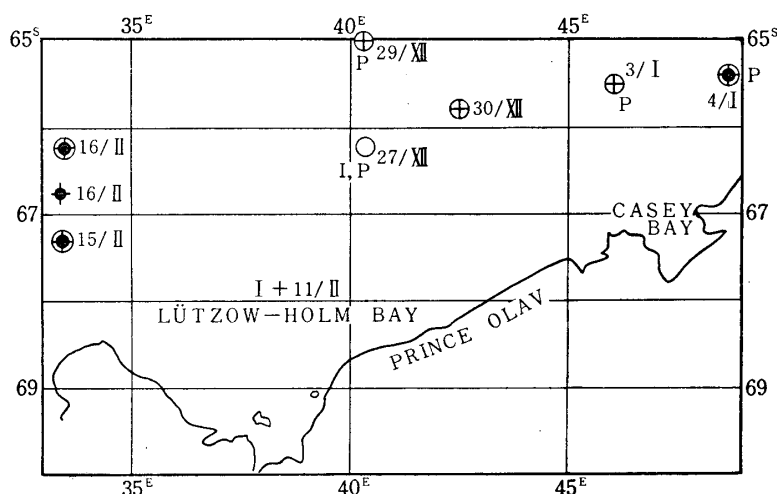 35E 40E 45E
65S 65S
P 29/XII
3/I
P
P
4/I
30/XII
16/II
27/XII
I, P
16/II
67 67
CASEY
BAY
15/II
I + 11/II
LÜTZOW-HOLM BAY
PRINCE OLAV
69 69
35E 40E 45E